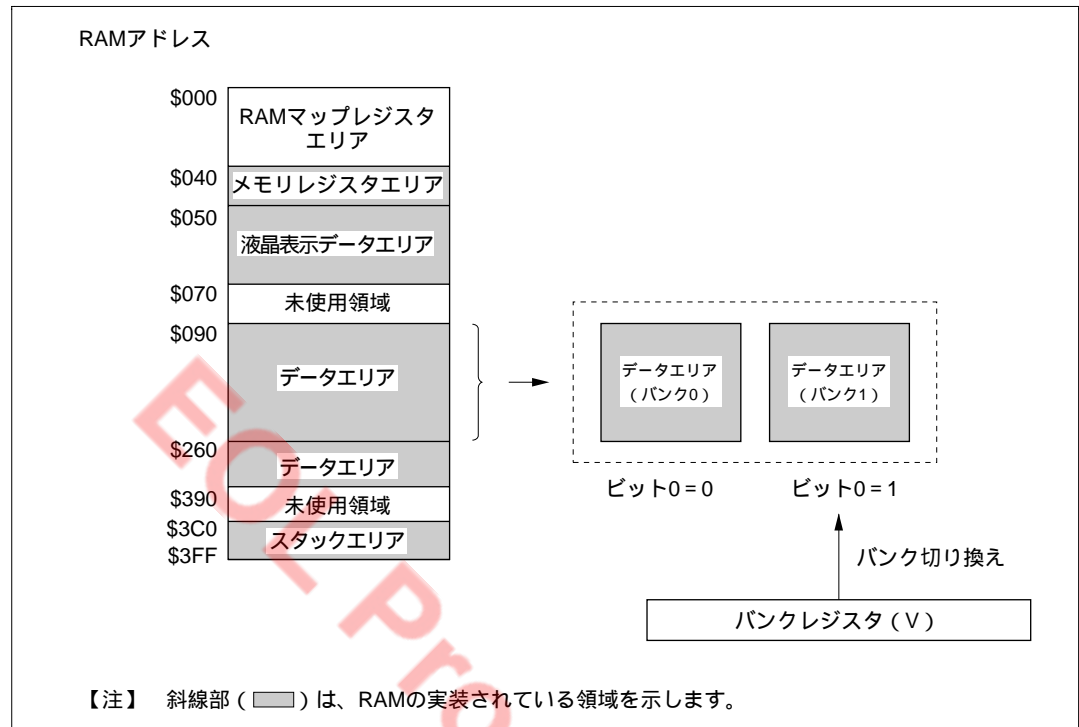 RAMアドレス
$000
RAMマップレジスタ
エリア
$040
メモリレジスタエリア
$050
液晶表示データエリア
$070
未使用領域
$090
データエリア
$260
データエリア
$390
未使用領域
$3C0
スタックエリア
$3FF
データエリア
（バンク0）
データエリア
（バンク1）
ビット0 = 0
ビット0 = 1
バンク切り換え
バンクレジスタ（V）
【注】 斜線部（ ）は、RAMの実装されている領域を示します。
EOL Pro